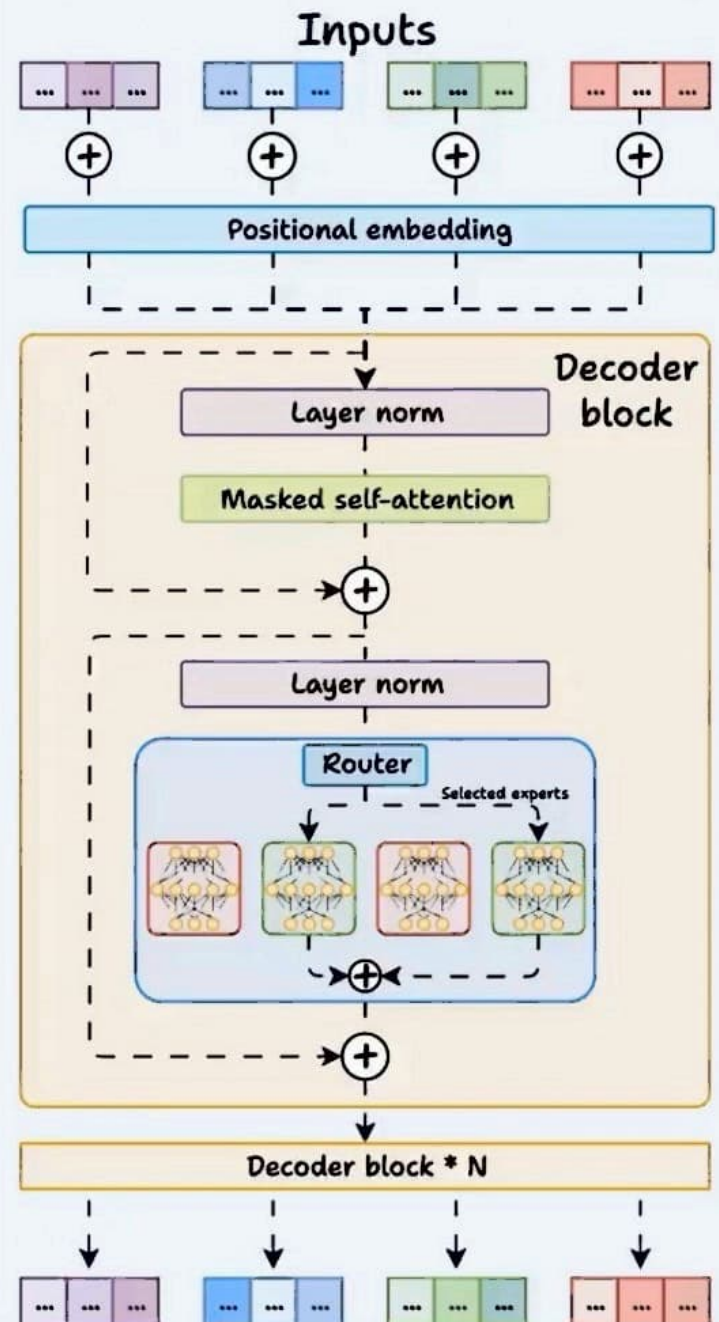 Inputs
... ... ... ... ... ... ... ... ... ... ... ...
Positional embedding
Decoder
block
Layer norm
Masked self-attention
Layer norm
Router
Selected experts
Decoder block * N
... ... ... ... ... ... ... ... ... ... ... ...